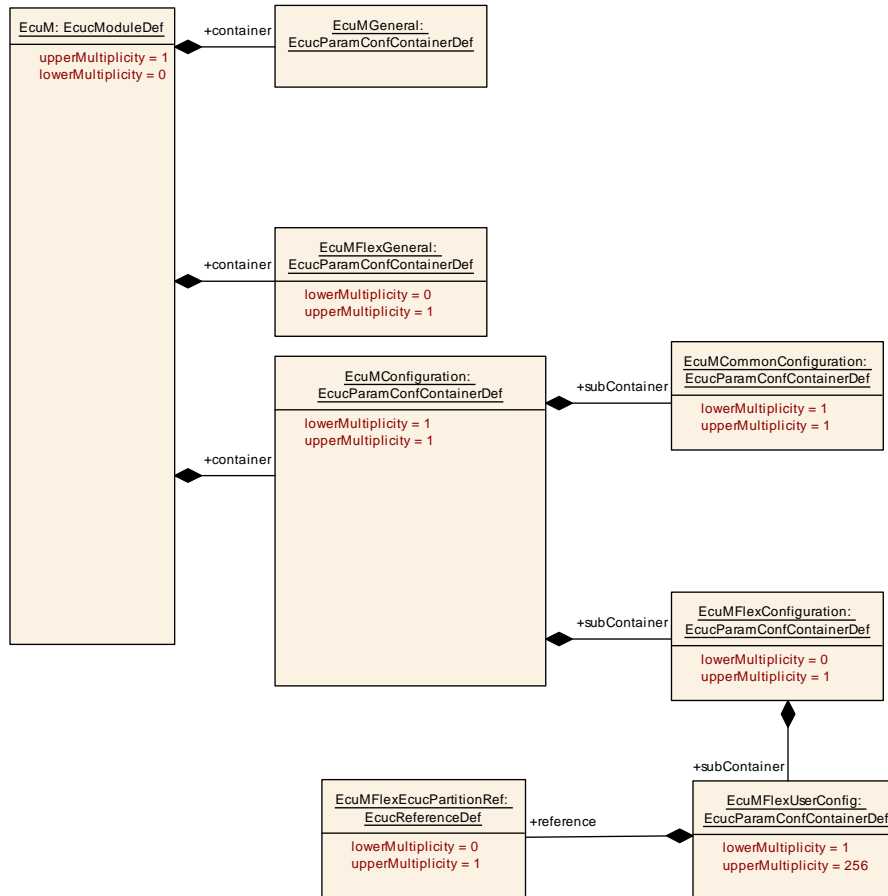 EcuM: EcucModuleDef
upperMultiplicity = 1
lowerMultiplicity = 0
+container
EcuMGeneral:
EcucParamConfContainerDef
+container
EcuMFlexGeneral:
EcucParamConfContainerDef
lowerMultiplicity = 0
upperMultiplicity = 1
+container
EcuMConfiguration:
EcucParamConfContainerDef
lowerMultiplicity = 1
upperMultiplicity = 1
+subContainer
EcuMCommonConfiguration:
EcucParamConfContainerDef
lowerMultiplicity = 1
upperMultiplicity = 1
+subContainer
EcuMFlexConfiguration:
EcucParamConfContainerDef
lowerMultiplicity = 0
upperMultiplicity = 1
+subContainer
EcuMFlexEcucPartitionRef:
EcucReferenceDef
lowerMultiplicity = 0
upperMultiplicity = 1
+reference
EcuMFlexUserConfig:
EcucParamConfContainerDef
lowerMultiplicity = 1
upperMultiplicity = 256